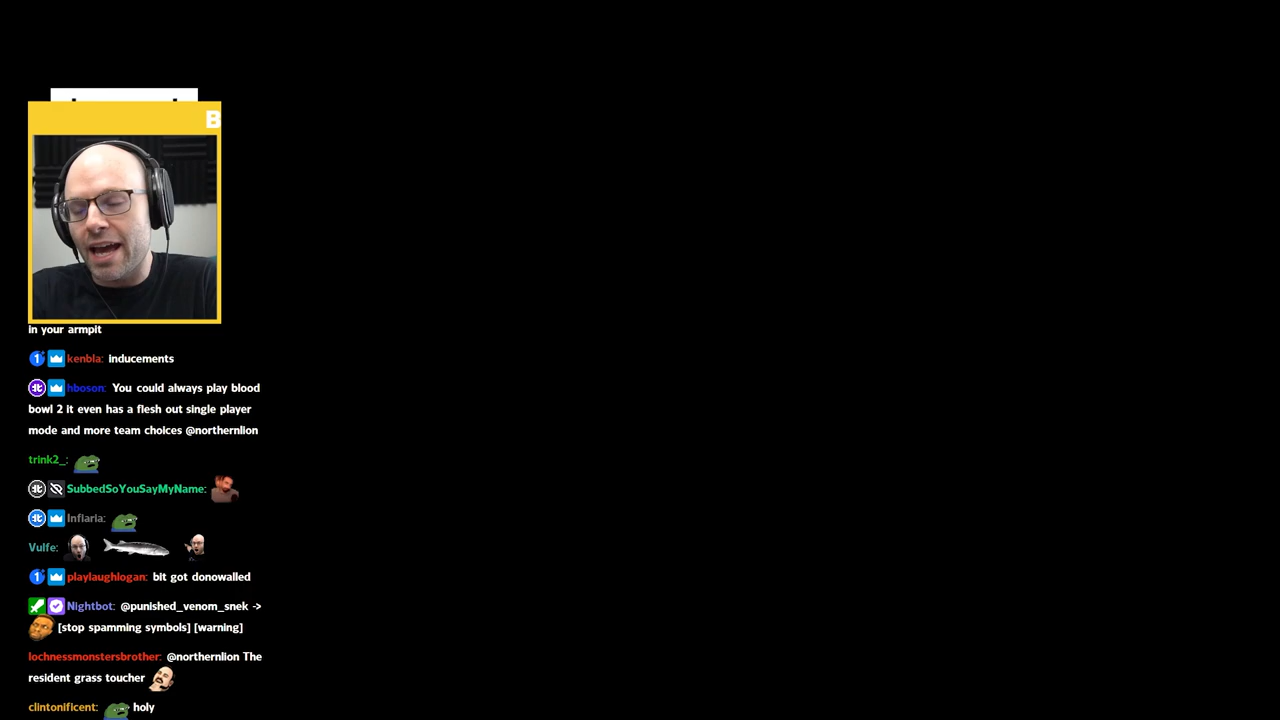 B
in your armpit
kenbla: inducements
hboson: You could always play blood
bowl 2 it even has a flesh out single player
mode and more team choices @northernlion
trink2_:
SubbedSoYouSayMyName:
Inflaria:
Vulfe:
playlaughlogan: bit got donowalled
Nightbot: @punished_venom_snek ->
[stop spamming symbols] [warning]
lochnessmonstersbrother: @northernlion The
resident grass toucher
clintonificent: holy